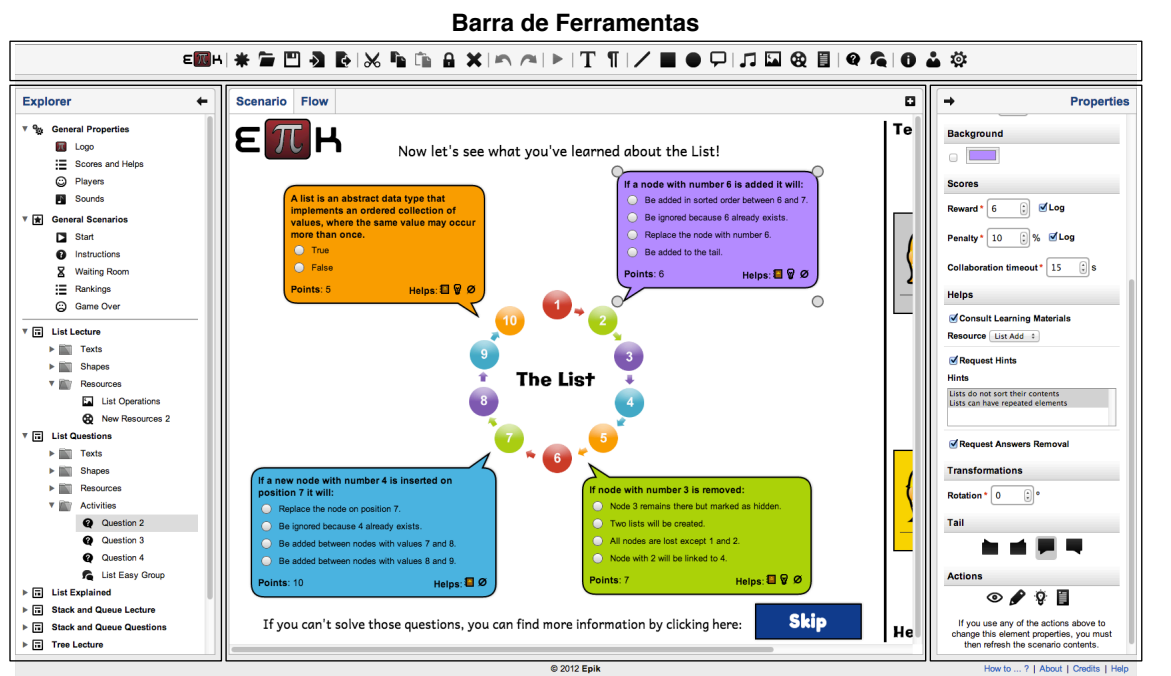 Barra de Ferramentas
EπK
Explorer
General Properties
Logo
Scores and Helps
Players
Sounds
General Scenarios
Start
Instructions
Waiting Room
Rankings
Game Over
List Lecture
Texts
Shapes
Resources
List Operations
New Resources 2
List Questions
Texts
Shapes
Resources
Activities
Question 2
Question 3
Question 4
List Easy Group
List Explained
Stack and Queue Lecture
Stack and Queue Questions
Tree Lecture
Scenario Flow
EπK
Now let's see what you've learned about the List!
Te
A list is an abstract data type that
implements an ordered collection of
values, where the same value may occur
more than once.
True
False
Points: 5 Helps:
If a node with number 6 is added it will:
Be added in sorted order between 6 and 7.
Be ignored because 6 already exists.
Replace the node with number 6.
Be added to the tail.
Points: 6 Helps:
1
2
3
4
5
6
7
8
9
10
The List
If a new node with number 4 is inserted on
position 7 it will:
Replace the node on position 7.
Be ignored because 4 already exists.
Be added between nodes with values 7 and 8.
Be added between nodes with values 8 and 9.
Points: 10 Helps:
If node with number 3 is removed:
Node 3 remains there but marked as hidden.
Two lists will be created.
All nodes are lost except 1 and 2.
Node with 2 will be linked to 4.
Points: 7 Helps:
If you can't solve those questions, you can find more information by clicking here:
Skip
He
Properties
Background
Scores
Reward* 6 Log
Penalty* 10 % Log
Collaboration timeout* 15 s
Helps
Consult Learning Materials
Resource List Add
Request Hints
Hints
Lists do not sort their contents
Lists can have repeated elements
Request Answers Removal
Transformations
Rotation* 0 °
Tail
Actions
If you use any of the actions above to
change this element properties, you must
then refresh the scenario contents.
© 2012 Epik
How to ... ? | About | Credits | Help